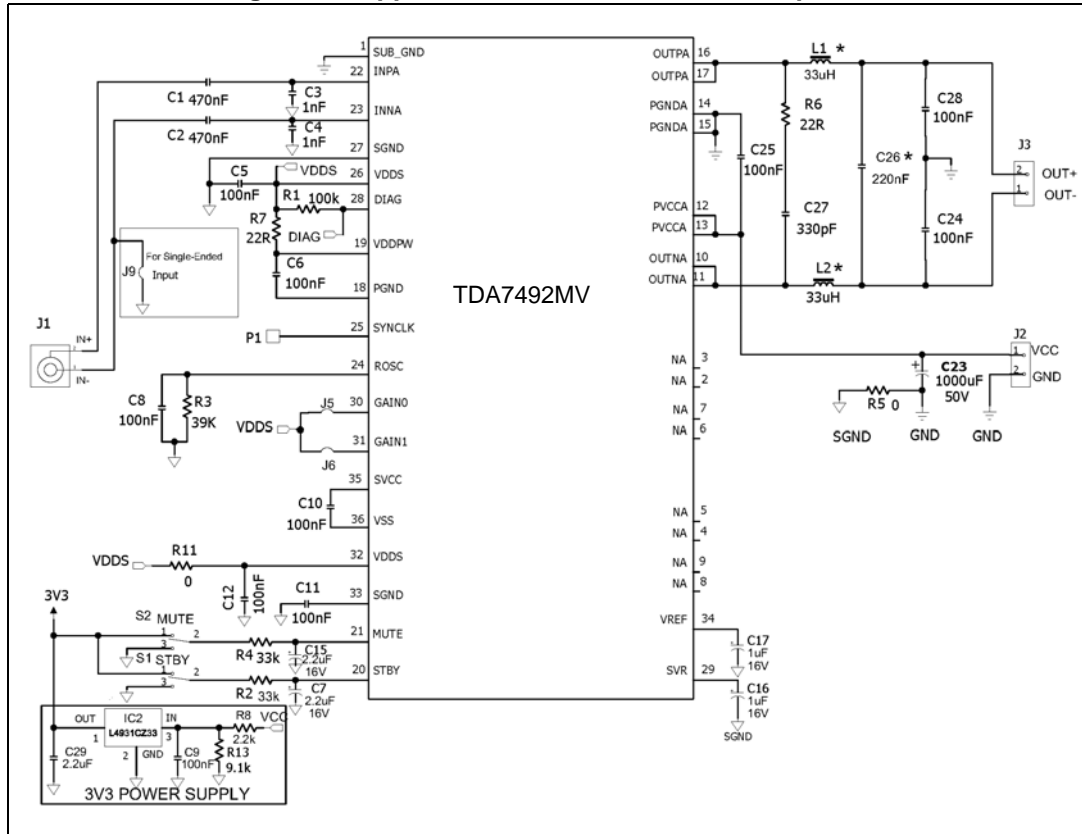 1
SUB_GND
22
INPA
C1 470nF
C3
1nF
23
INNA
C2 470nF
C4
1nF
27
SGND
C5
100nF
VDDS
26
VDDS
R1 100k
28
DIAG
R7
22R
DIAG
19
VDDPW
For Single-Ended
Input
J9
C6
100nF
18
PGND
J1
IN+
IN-
P1
25
SYNCLK
24
ROSC
C8
100nF
R3
39K
30
GAIN0
J5
VDDS
31
GAIN1
J6
35
SVCC
C10
100nF
36
VSS
VDDS
R11
0
32
VDDS
C12
100nF
C11
100nF
33
SGND
3V3
S2 MUTE
1
2
3
21
MUTE
R4 33k
C15
2.2uF
16V
S1 STBY
1
2
3
20
STBY
R2 33k
C7
2.2uF
16V
OUT
IC2
L4931CZ33
IN
1
3
2
GND
R8
2.2k
VCC
C29
2.2uF
C9
100nF
R13
9.1k
3V3 POWER SUPPLY
TDA7492MV
OUTPA
16
OUTPA
17
L1 *
33uH
PGNDA
14
PGNDA
15
R6
22R
C28
100nF
C25
100nF
C26 *
220nF
J3
2
OUT+
1
OUT-
PVCCA
12
PVCCA
13
C27
330pF
C24
100nF
OUTNA
10
OUTNA
11
L2 *
33uH
NA
3
NA
2
NA
7
NA
6
J2
1
VCC
2
GND
C23
1000uF
50V
+
R5 0
SGND
GND
GND
NA
5
NA
4
NA
9
NA
8
VREF
34
C17
1uF
16V
SVR
29
C16
1uF
16V
SGND